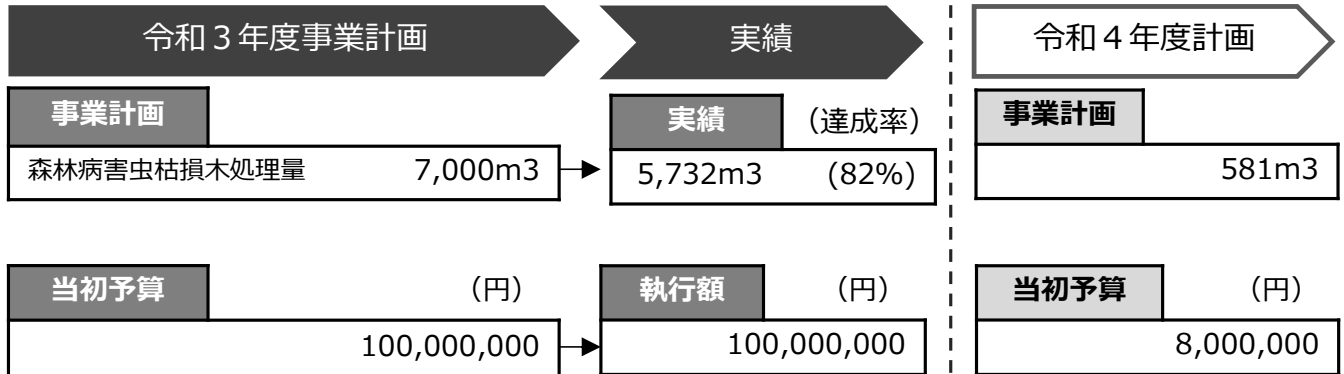 令和３年度事業計画
実績
令和４年度計画
事業計画
実績 （達成率）
事業計画
森林病害虫枯損木処理量 7,000m3
5,732m3 (82%)
581m3
当初予算 （円）
執行額 （円）
当初予算 （円）
100,000,000
100,000,000
8,000,000